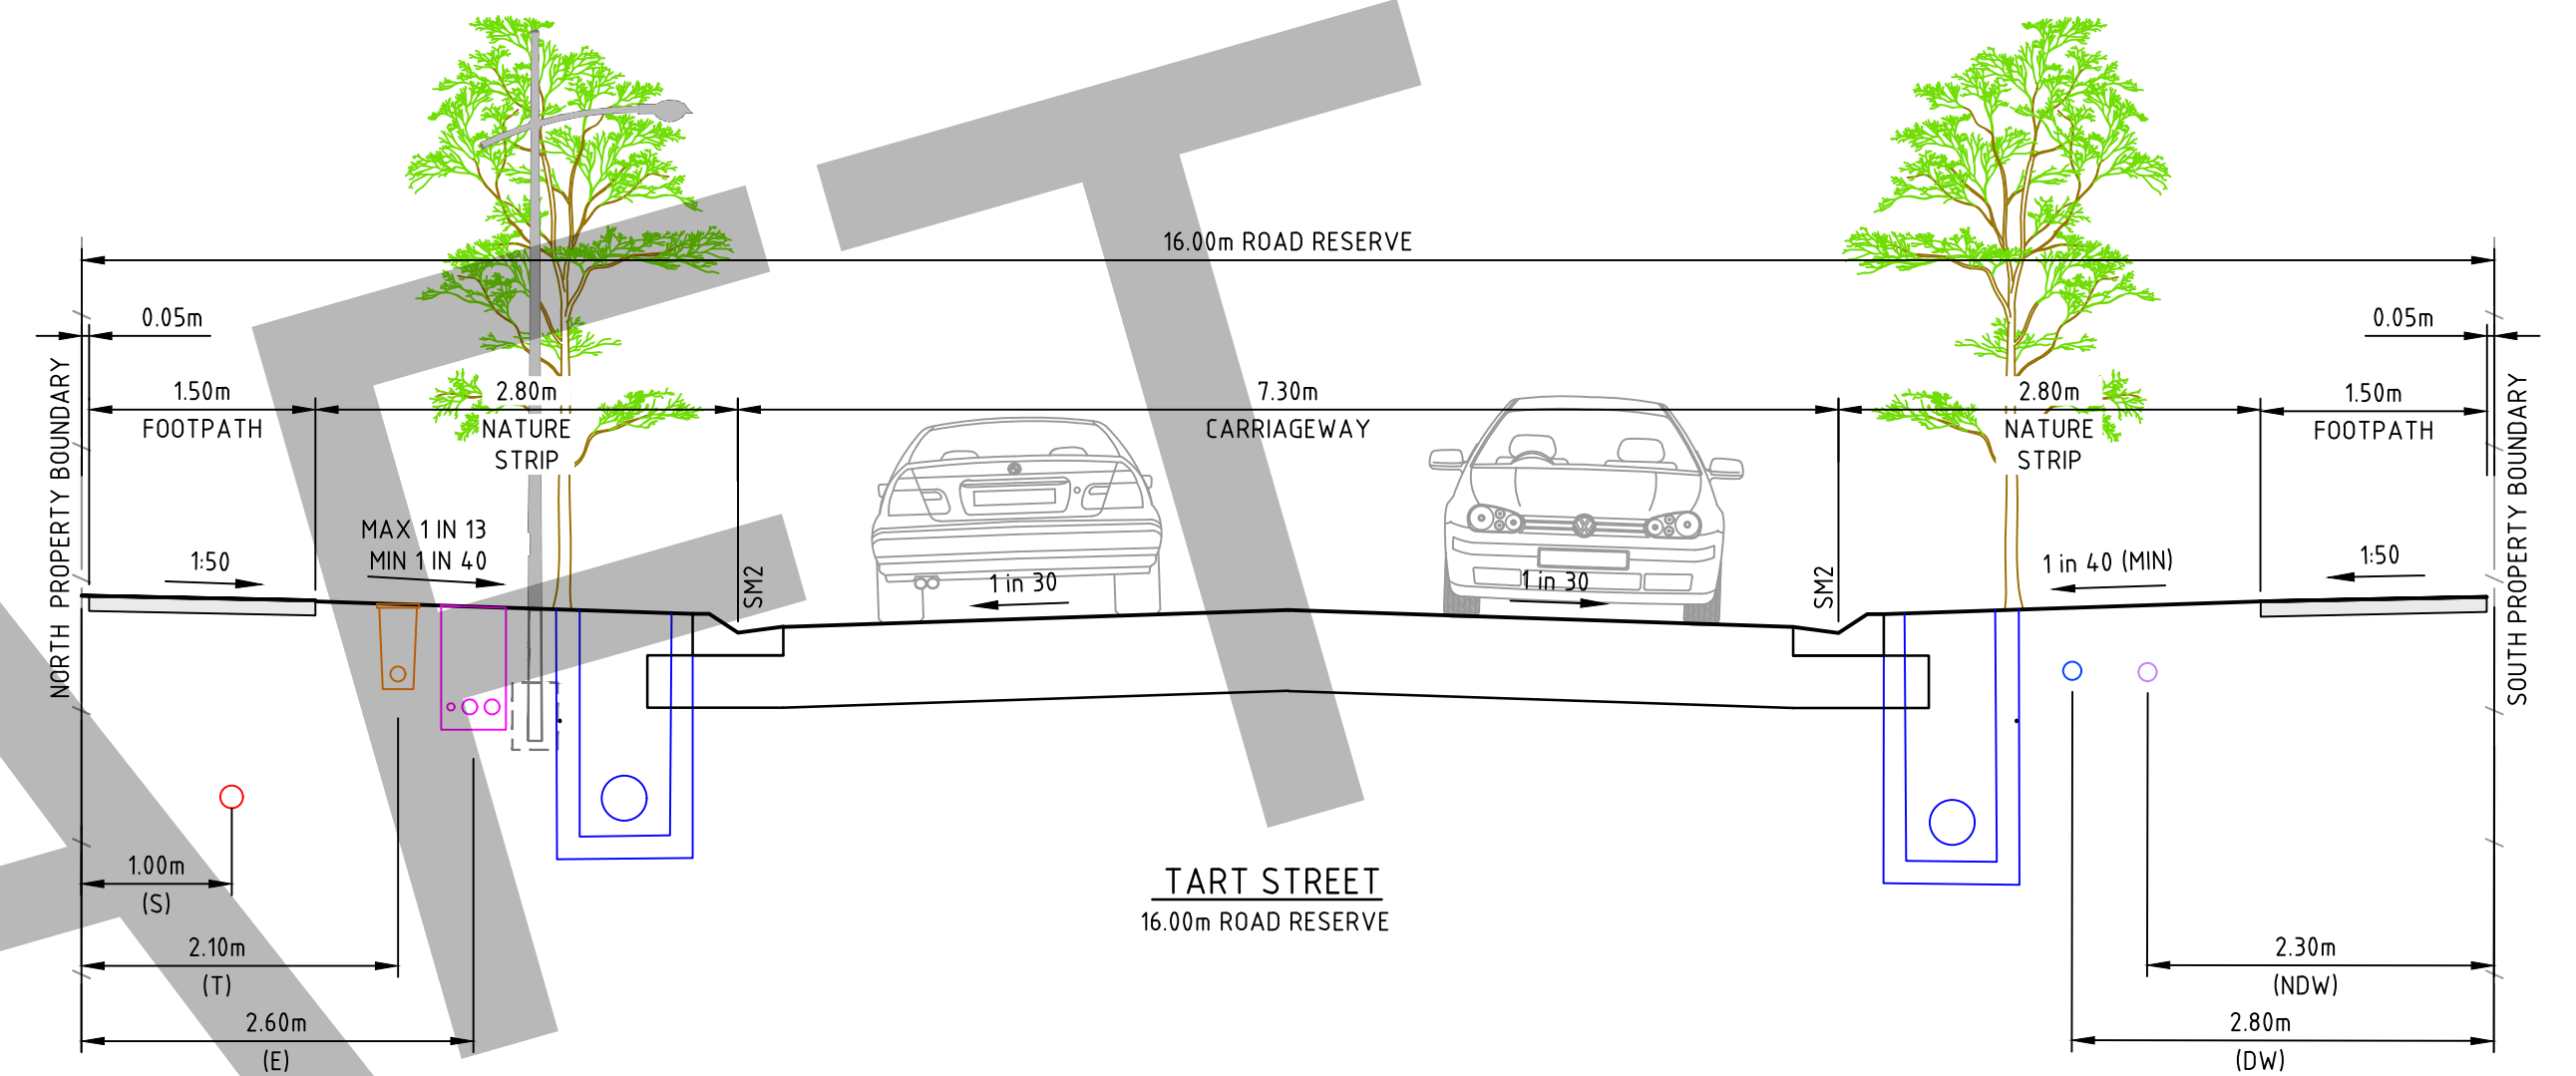 16.00m ROAD RESERVE
0.05m
0.05m
1.50m
FOOTPATH
2.80m
NATURE
STRIP
7.30m
CARRIAGEWAY
2.80m
NATURE
STRIP
1.50m
FOOTPATH
NORTH PROPERTY BOUNDARY
SOUTH PROPERTY BOUNDARY
1:50
MAX 1 IN 13
MIN 1 IN 40
SM2
1 in 30
1 in 30
SM2
1 in 40 (MIN)
1:50
1.00m
(S)
2.10m
(T)
2.60m
(E)
TART STREET
16.00m ROAD RESERVE
2.30m
(NDW)
2.80m
(DW)
AFT